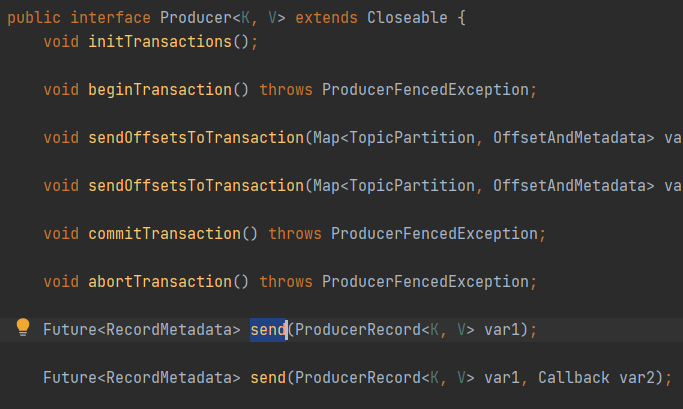 public interface Producer<K, V> extends Closeable {
void initTransactions();
void beginTransaction() throws ProducerFencedException;
void sendOffsetsToTransaction(Map<TopicPartition, OffsetAndMetadata> va
void sendOffsetsToTransaction(Map<TopicPartition, OffsetAndMetadata> va
void commitTransaction() throws ProducerFencedException;
void abortTransaction() throws ProducerFencedException;
Future<RecordMetadata> send(ProducerRecord<K, V> var1);
Future<RecordMetadata> send(ProducerRecord<K, V> var1, Callback var2);